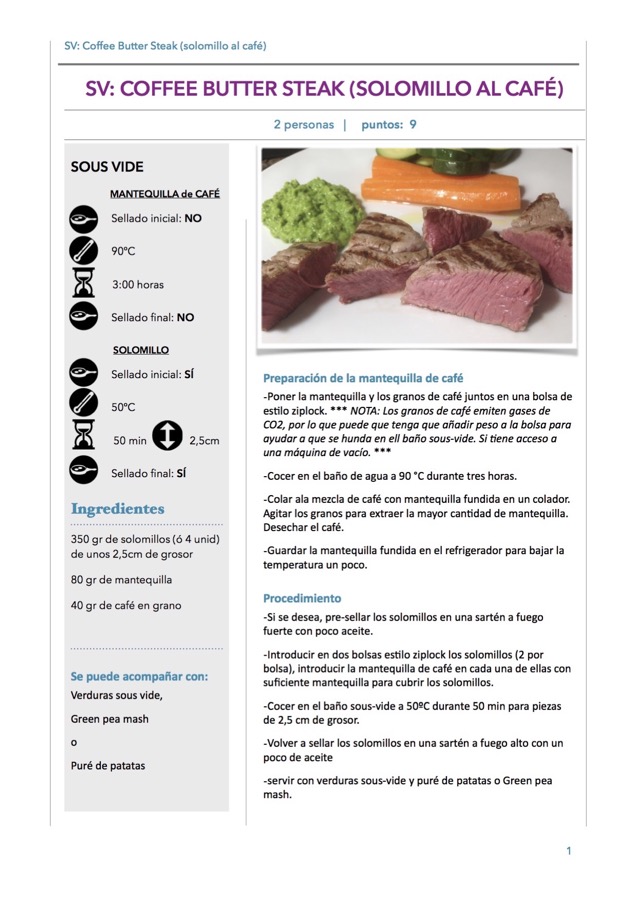 SV: Coffee Butter Steak (solomillo al café)
SV: COFFEE BUTTER STEAK (SOLOMILLO AL CAFÉ)
2 personas | puntos: 9
SOUS VIDE
MANTEQUILLA de CAFÉ
Sellado inicial: NO
90ºC
3:00 horas
Sellado final: NO
SOLOMILLO
Sellado inicial: SÍ
50ºC
50 min 2,5cm
Sellado final: SÍ
Ingredientes
350 gr de solomillos (ó 4 unid)
de unos 2,5cm de grosor
80 gr de mantequilla
40 gr de café en grano
Se puede acompañar con:
Verduras sous vide,
Green pea mash
o
Puré de patatas
Preparación de la mantequilla de café
-Poner la mantequilla y los granos de café juntos en una bolsa de
estilo ziplock. *** NOTA: Los granos de café emiten gases de
CO2, por lo que puede que tenga que añadir peso a la bolsa para
ayudar a que se hunda en ell baño sous-vide. Si tiene acceso a
una máquina de vacío. ***
-Cocer en el baño de agua a 90 °C durante tres horas.
-Colar ala mezcla de café con mantequilla fundida en un colador.
Agitar los granos para extraer la mayor cantidad de mantequilla.
Desechar el café.
-Guardar la mantequilla fundida en el refrigerador para bajar la
temperatura un poco.
Procedimiento
-Si se desea, pre-sellar los solomillos en una sartén a fuego
fuerte con poco aceite.
-Introducir en dos bolsas estilo ziplock los solomillos (2 por
bolsa), introducir la mantequilla de café en cada una de ellas con
suficiente mantequilla para cubrir los solomillos.
-Cocer en el baño sous-vide a 50ºC durante 50 min para piezas
de 2,5 cm de grosor.
-Volver a sellar los solomillos en una sartén a fuego alto con un
poco de aceite
-servir con verduras sous-vide y puré de patatas o Green pea
mash.
1